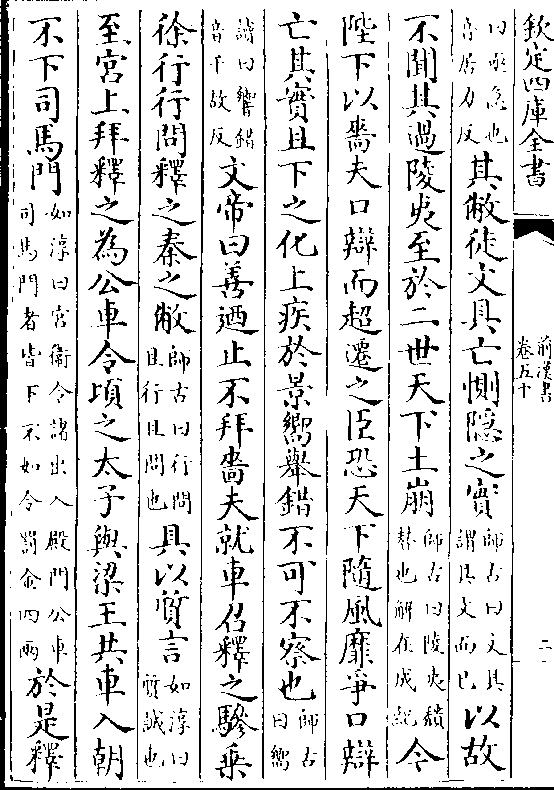 欽定四庫全書
前漢書
卷五十
二
曰亟急也
音居力反
其敝徒文具亡惻隠之實
師古曰文具
謂具文而已
以故
不聞其過陵夷至於二世天下土崩
師古曰陵夷頽
替也解在成紀
今
陛下以嗇夫口辯而超遷之臣恐天下隨風靡爭口辯
亡其實且下之化上疾於景嚮舉錯不可不察也
師古
曰嚮
讀曰響錯
音千故反
文帝曰善廼止不拜嗇夫就車召釋之驂乗
徐行行問釋之秦之敝
師古曰行問
且行且問也
具以質言
如淳曰
質誠也
至宮上拜釋之為公車令頃之太子與梁王共車入朝
不下司馬門
如淳曰宫衛令諸出入殿門公車
司馬門者皆下不如令罰金四兩
於是釋